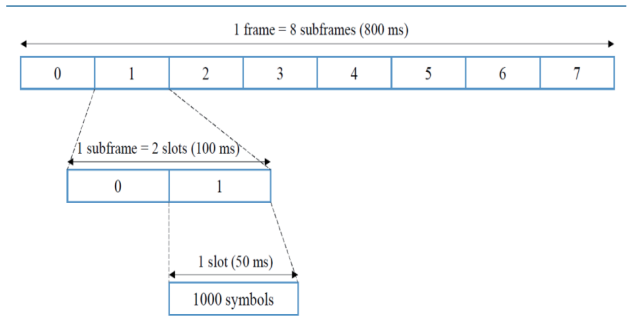 1 frame = 8 subframes (800 ms)
0 1 2 3 4 5 6 7
1 subframe = 2 slots (100 ms)
0 1
1 slot (50 ms)
1000 symbols